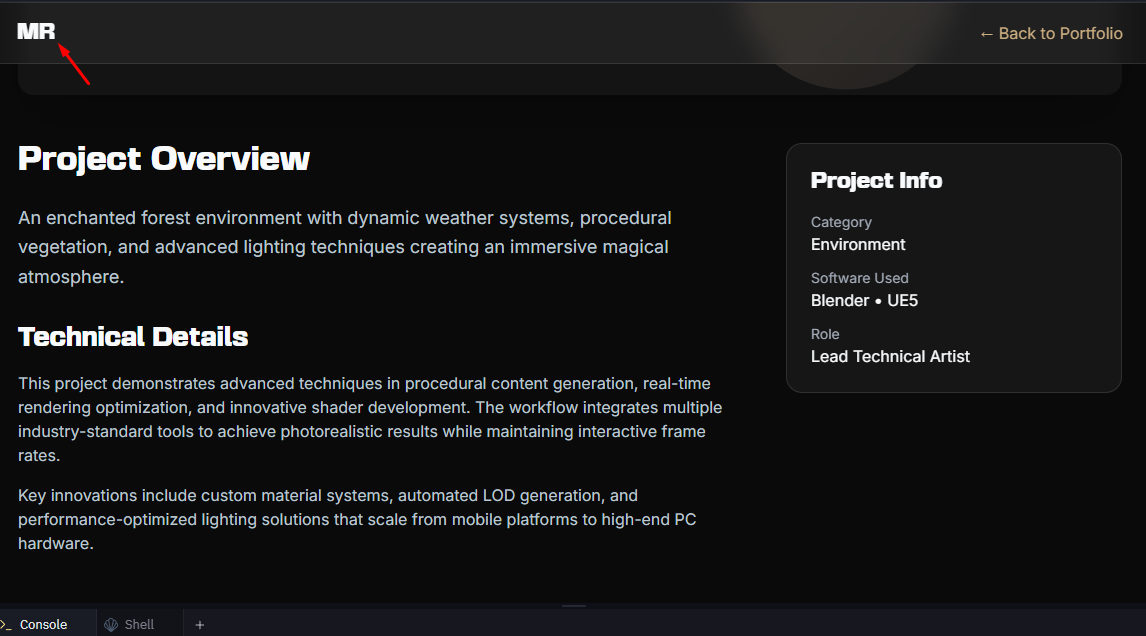 MR
← Back to Portfolio
Project Overview
An enchanted forest environment with dynamic weather systems, procedural
vegetation, and advanced lighting techniques creating an immersive magical
atmosphere.
Technical Details
This project demonstrates advanced techniques in procedural content generation, real-time
rendering optimization, and innovative shader development. The workflow integrates multiple
industry-standard tools to achieve photorealistic results while maintaining interactive frame
rates.
Key innovations include custom material systems, automated LOD generation, and
performance-optimized lighting solutions that scale from mobile platforms to high-end PC
hardware.
Project Info
Category
Environment
Software Used
Blender • UE5
Role
Lead Technical Artist
>_ Console
Shell
+